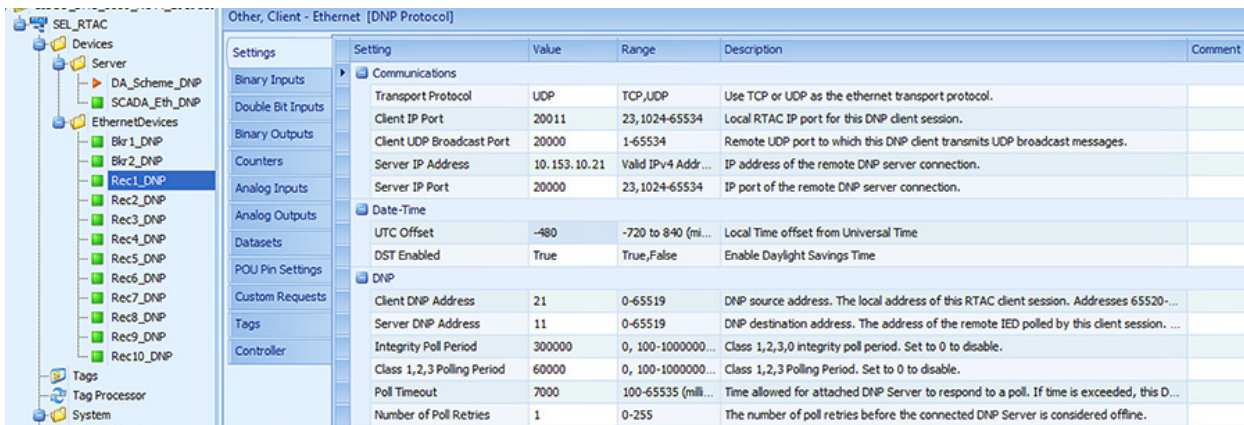 SEL_RTAC
Devices
Server
DA_Scheme_DNP
SCADA_Eth_DNP
EthernetDevices
Bkr1_DNP
Bkr2_DNP
Rec1_DNP
Rec2_DNP
Rec3_DNP
Rec4_DNP
Rec5_DNP
Rec6_DNP
Rec7_DNP
Rec8_DNP
Rec9_DNP
Rec10_DNP
Tags
Tag Processor
System
Other, Client - Ethernet [DNP Protocol]
Settings
Binary Inputs
Double Bit Inputs
Binary Outputs
Counters
Analog Inputs
Analog Outputs
Datasets
POU Pin Settings
Custom Requests
Tags
Controller
Setting Value Range Description Comment
Communications
Transport Protocol UDP TCP,UDP Use TCP or UDP as the ethernet transport protocol.
Client IP Port 20011 23,1024-65534 Local RTAC IP port for this DNP client session.
Client UDP Broadcast Port 20000 1-65534 Remote UDP port to which this DNP client transmits UDP broadcast messages.
Server IP Address 10.153.10.21 Valid IPv4 Addr... IP address of the remote DNP server connection.
Server IP Port 20000 23,1024-65534 IP port of the remote DNP server connection.
Date-Time
UTC Offset -480 -720 to 840 (mi... Local Time offset from Universal Time
DST Enabled True True,False Enable Daylight Savings Time
DNP
Client DNP Address 21 0-65519 DNP source address. The local address of this RTAC client session. Addresses 65520-...
Server DNP Address 11 0-65519 DNP destination address. The address of the remote IED polled by this client session. ...
Integrity Poll Period 300000 0, 100-1000000... Class 1,2,3,0 integrity poll period. Set to 0 to disable.
Class 1,2,3 Polling Period 60000 0, 100-1000000... Class 1,2,3 Polling Period. Set to 0 to disable.
Poll Timeout 7000 100-65535 (milli... Time allowed for attached DNP Server to respond to a poll. If time is exceeded, this D...
Number of Poll Retries 1 0-255 The number of poll retries before the connected DNP Server is considered offline.